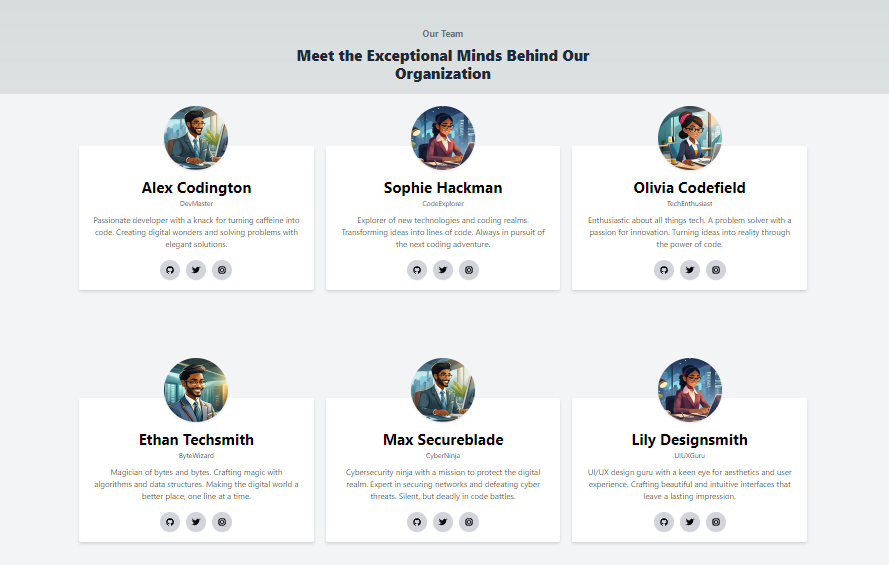 Our Team
Meet the Exceptional Minds Behind Our
Organization
Alex Codington
DevMaster
Passionate developer with a knack for turning caffeine into
code. Creating digital wonders and solving problems with
elegant solutions.
Sophie Hackman
CodeExplorer
Explorer of new technologies and coding realms.
Transforming ideas into lines of code. Always in pursuit of
the next coding adventure.
Olivia Codefield
TechEnthusiast
Enthusiastic about all things tech. A problem solver with a
passion for innovation. Turning ideas into reality through
the power of code.
Ethan Techsmith
ByteWizard
Magician of bytes and bytes. Crafting magic with
algorithms and data structures. Making the digital world a
better place, one line at a time.
Max Secureblade
CyberNinja
Cybersecurity ninja with a mission to protect the digital
realm. Expert in securing networks and defeating cyber
threats. Silent, but deadly in code battles.
Lily Designsmith
UIUXGuru
UI/UX design guru with a keen eye for aesthetics and user
experience. Crafting beautiful and intuitive interfaces that
leave a lasting impression.